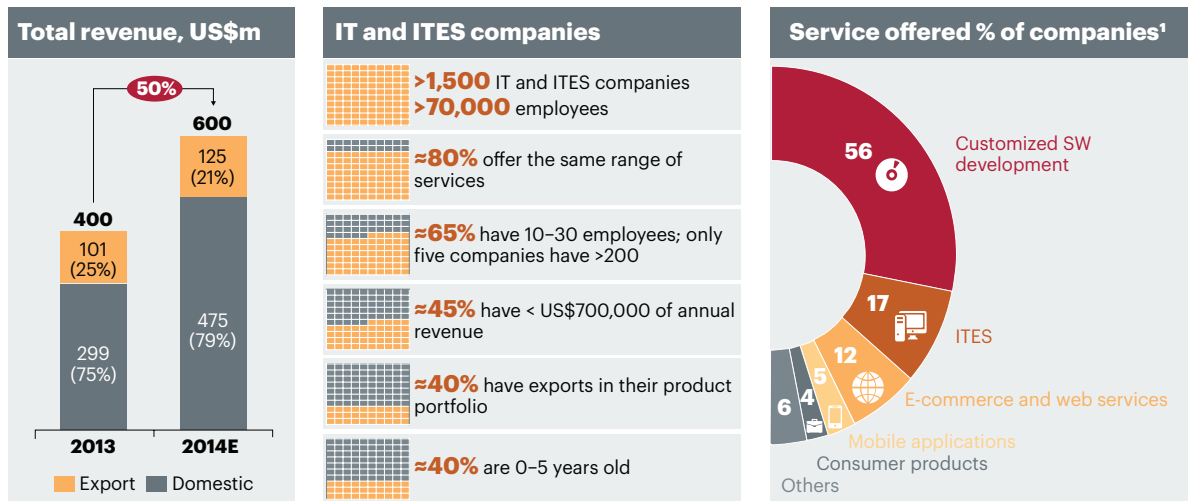 Total revenue, US$m
50%
600
125
(21%)
400
101
(25%)
475
(79%)
299
(75%)
2013
2014E
Export
Domestic
IT and ITES companies
>1,500 IT and ITES companies
>70,000 employees
≈80% offer the same range of
services
≈65% have 10–30 employees; only
five companies have >200
≈45% have < US$700,000 of annual
revenue
≈40% have exports in their product
portfolio
≈40% are 0–5 years old
Service offered % of companies¹
56
Customized SW
development
17
ITES
12
E-commerce and web services
5
Mobile applications
4
Consumer products
6
Others